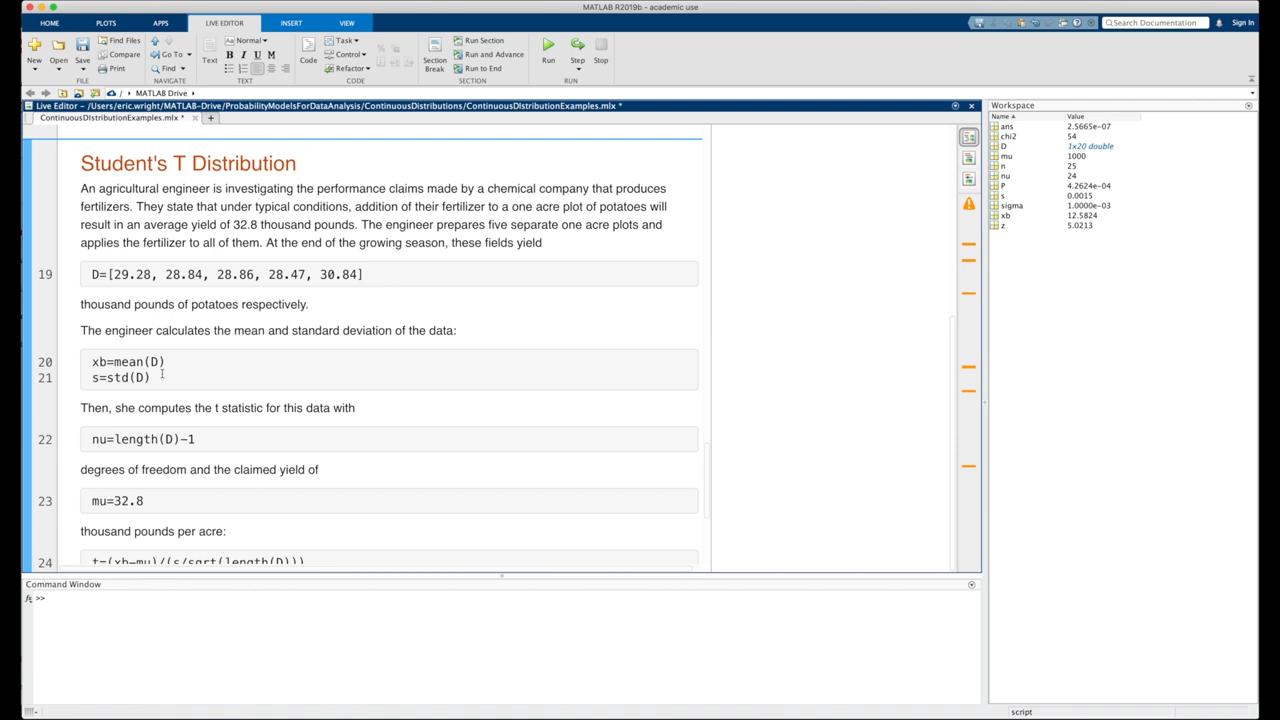 MATLAB R2019b - academic use
HOME PLOTS APPS LIVE EDITOR INSERT VIEW
Search Documentation Sign In
New Open Save Find Files Compare Print
FILE
Go To Find
NAVIGATE
Text Normal B I U M
TEXT
Code Task Control Refactor
CODE
Section Break Run Section Run and Advance Run to End
SECTION
Run Step Stop
RUN
/ MATLAB Drive
Live Editor - /Users/eric.wright/MATLAB-Drive/ProbabilityModelsForDataAnalysis/ContinuousDistributions/ContinuousDIstributionExamples.mlx *
ContinuousDIstributionExamples.mlx * × +
Student's T Distribution
An agricultural engineer is investigating the performance claims made by a chemical company that produces
fertilizers. They state that under typical conditions, addition of their fertilizer to a one acre plot of potatoes will
result in an average yield of 32.8 thousand pounds. The engineer prepares five separate one acre plots and
applies the fertilizer to all of them. At the end of the growing season, these fields yield
19 D=[29.28, 28.84, 28.86, 28.47, 30.84]
thousand pounds of potatoes respectively.
The engineer calculates the mean and standard deviation of the data:
20 xb=mean(D)
21 s=std(D)
Then, she computes the t statistic for this data with
22 nu=length(D)-1
degrees of freedom and the claimed yield of
23 mu=32.8
thousand pounds per acre:
24 t=(xb-mu)/(s/sqrt(length(D)))
Command Window
fx >>
Workspace
Name Value
ans 2.5665e-07
chi2 54
D 1x20 double
mu 1000
n 25
nu 24
P 4.2624e-04
s 0.0015
sigma 1.0000e-03
xb 12.5824
z 5.0213
script